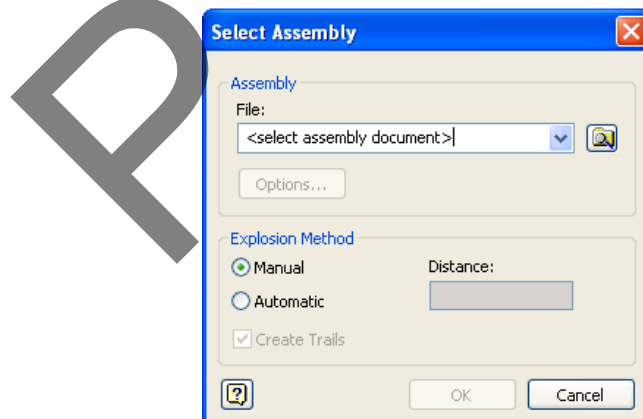 Select Assembly
Assembly
File:
<select assembly document>
Options...
Explosion Method
Manual
Distance:
Automatic
Create Trails
OK
Cancel